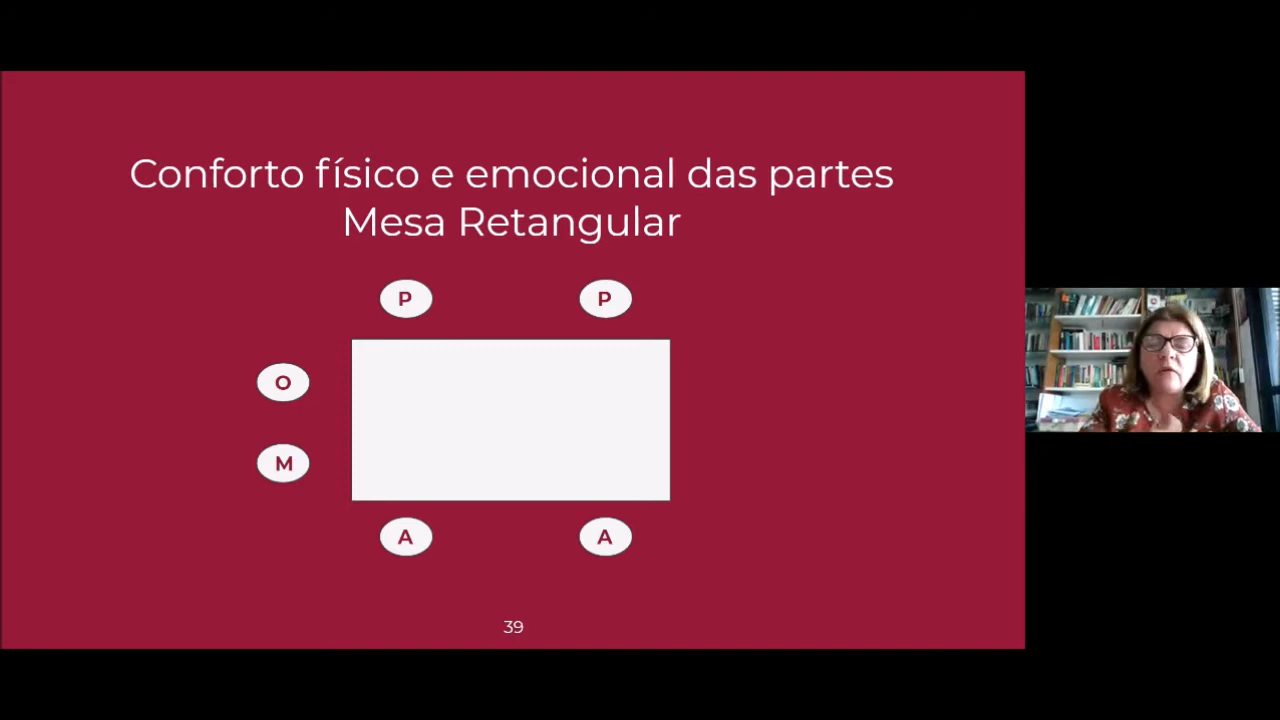 Conforto físico e emocional das partes
Mesa Retangular
P P
O
M
A A
39